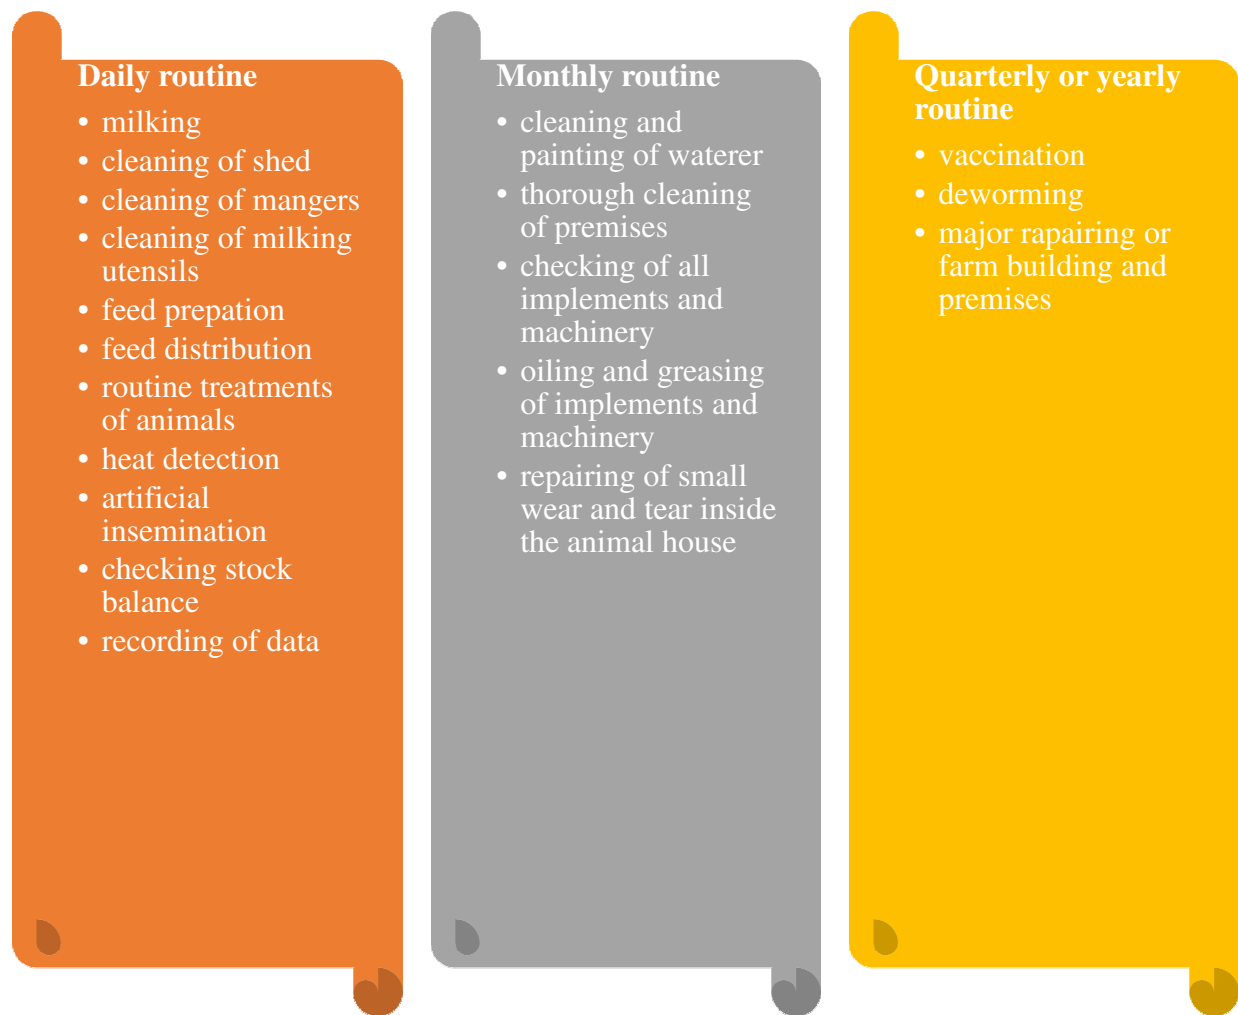 Daily routine
• milking
• cleaning of shed
• cleaning of mangers
• cleaning of milking
utensils
• feed prepation
• feed distribution
• routine treatments
of animals
• heat detection
• artificial
insemination
• checking stock
balance
• recording of data
Monthly routine
• cleaning and
painting of waterer
• thorough cleaning
of premises
• checking of all
implements and
machinery
• oiling and greasing
of implements and
machinery
• repairing of small
wear and tear inside
the animal house
Quarterly or yearly
routine
• vaccination
• deworming
• major rapairing or
farm building and
premises